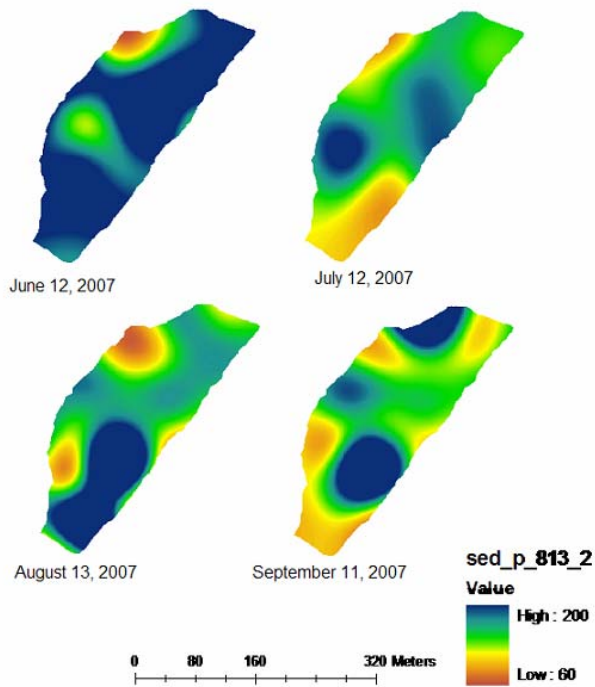 June 12, 2007
July 12, 2007
August 13, 2007
September 11, 2007
sed_p_813_2
Value
High : 200
Low : 60
0 80 160 320 Meters